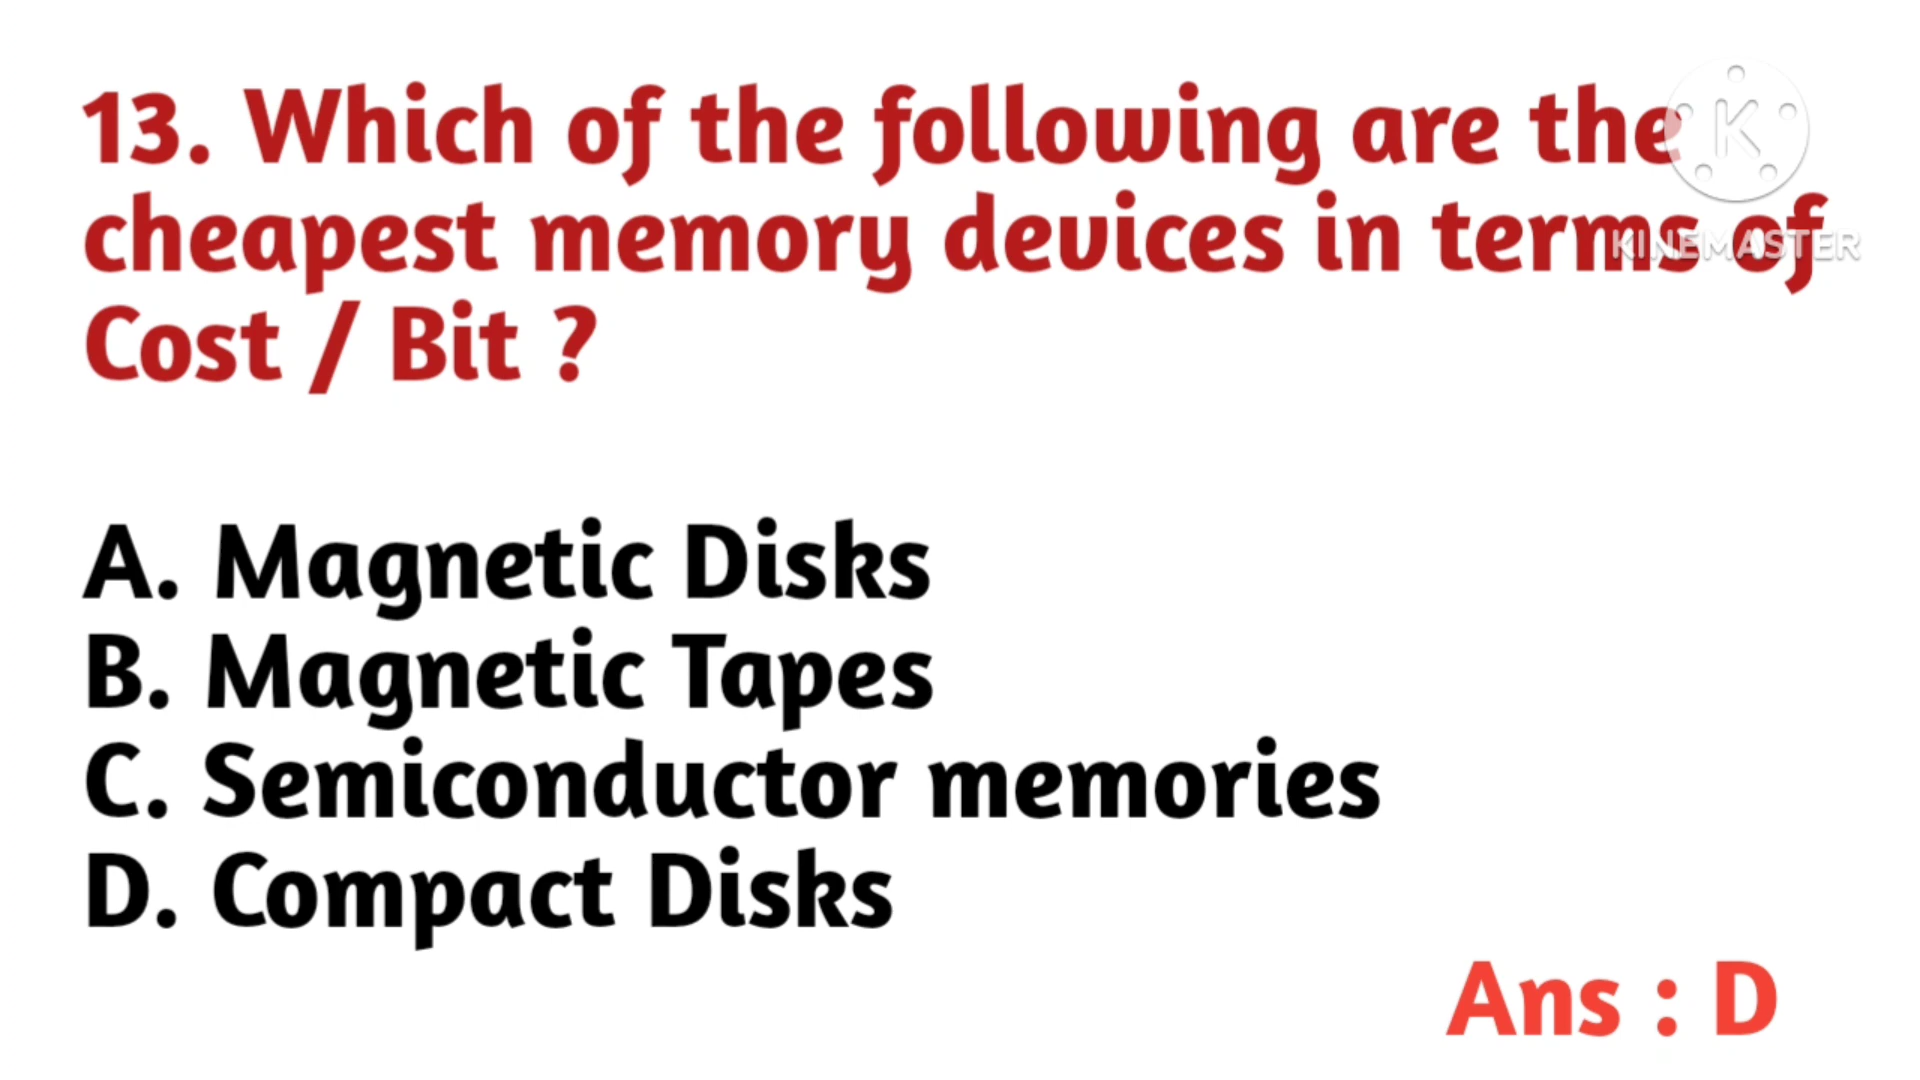 13. Which of the following are the
cheapest memory devices in terms of
Cost / Bit ?
A. Magnetic Disks
B. Magnetic Tapes
C. Semiconductor memories
D. Compact Disks
Ans : D
K
KINEMASTER